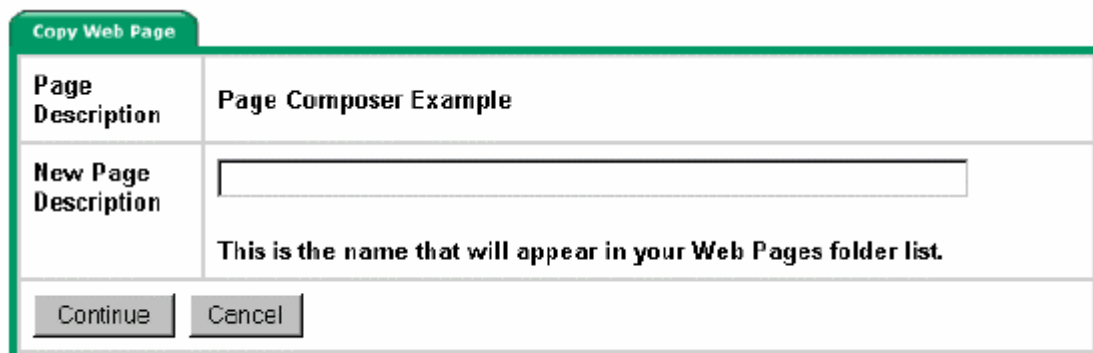 Copy Web Page
Page
Description
Page Composer Example
New Page
Description
This is the name that will appear in your Web Pages folder list.
Continue
Cancel